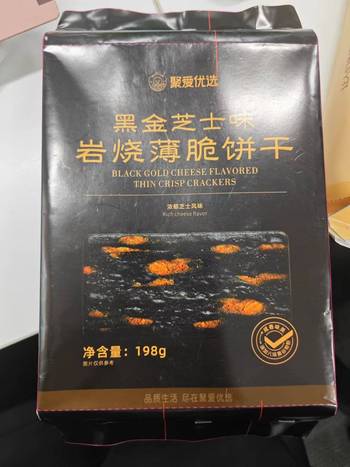 聚爱优选
黑金芝士味
岩烧薄脆饼干
BLACK GOLD CHEESE FLAVORED
THIN CRISP CRACKERS
浓郁芝士风味
Rich cheese flavor
净含量：198g
图片仅供参考
品质生活 尽在聚爱优选